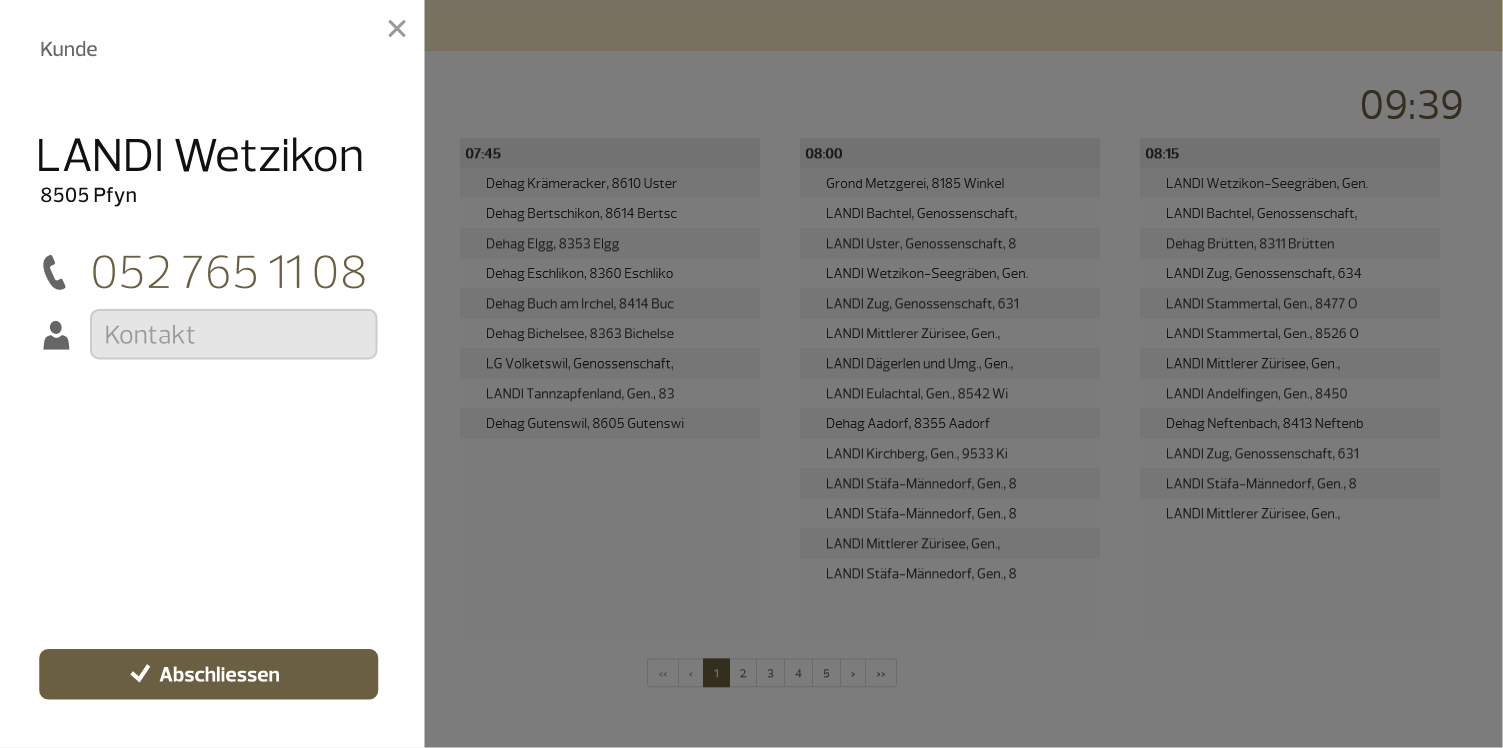 Kunde
LANDI Wetzikon
8505 Pfyn
052 765 11 08
Kontakt
Abschliessen
09:39
07:45
Dehag Krämeracker, 8610 Uster
Dehag Bertschikon, 8614 Bertsc
Dehag Elgg, 8353 Elgg
Dehag Eschlikon, 8360 Eschliko
Dehag Buch am Irchel, 8414 Buc
Dehag Bichelsee, 8363 Bichelse
LG Volketswil, Genossenschaft,
LANDI Tannzapfenland, Gen., 83
Dehag Gutenswil, 8605 Gutenswi
08:00
Grond Metzgerei, 8185 Winkel
LANDI Bachtel, Genossenschaft,
LANDI Uster, Genossenschaft, 8
LANDI Wetzikon-Seegräben, Gen.
LANDI Zug, Genossenschaft, 631
LANDI Mittlerer Zürisee, Gen.,
LANDI Dägerlen und Umg., Gen.,
LANDI Eulachtal, Gen., 8542 Wi
Dehag Aadorf, 8355 Aadorf
LANDI Kirchberg, Gen., 9533 Ki
LANDI Stäfa-Männedorf, Gen., 8
LANDI Stäfa-Männedorf, Gen., 8
LANDI Mittlerer Zürisee, Gen.,
LANDI Stäfa-Männedorf, Gen., 8
08:15
LANDI Wetzikon-Seegräben, Gen.
LANDI Bachtel, Genossenschaft,
Dehag Brütten, 8311 Brütten
LANDI Zug, Genossenschaft, 634
LANDI Stammertal, Gen., 8477 O
LANDI Stammertal, Gen., 8526 O
LANDI Mittlerer Zürisee, Gen.,
LANDI Andelfingen, Gen., 8450
Dehag Neftenbach, 8413 Neftenb
LANDI Zug, Genossenschaft, 631
LANDI Stäfa-Männedorf, Gen., 8
LANDI Mittlerer Zürisee, Gen.,
‹‹ ‹ 1 2 3 4 5 › ››